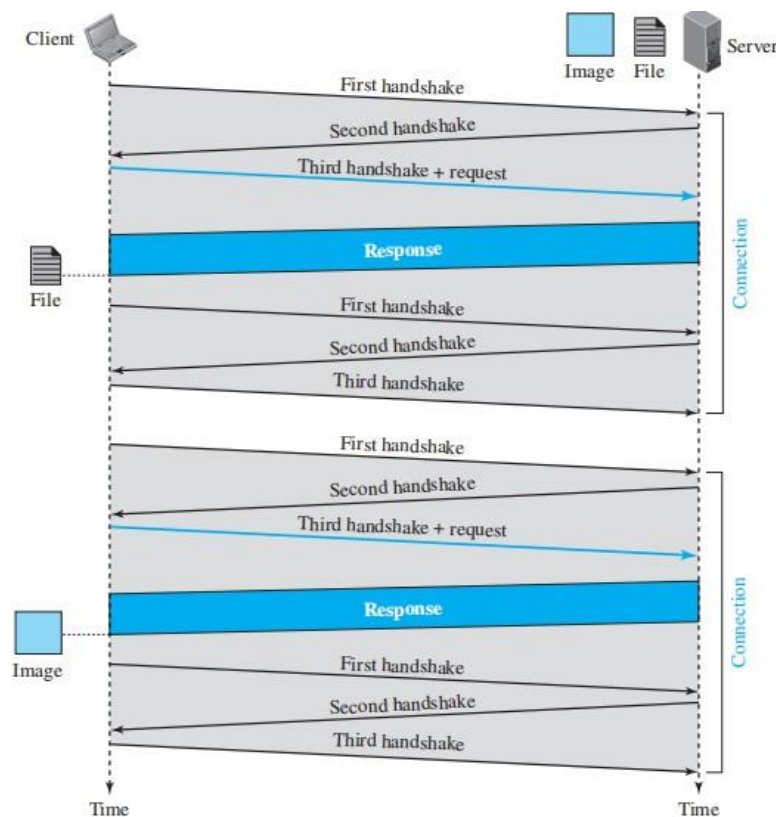 Client
Server
Image
File
First handshake
Second handshake
Third handshake + request
Response
File
First handshake
Second handshake
Third handshake
Connection
First handshake
Second handshake
Third handshake + request
Response
Image
First handshake
Second handshake
Third handshake
Connection
Time
Time